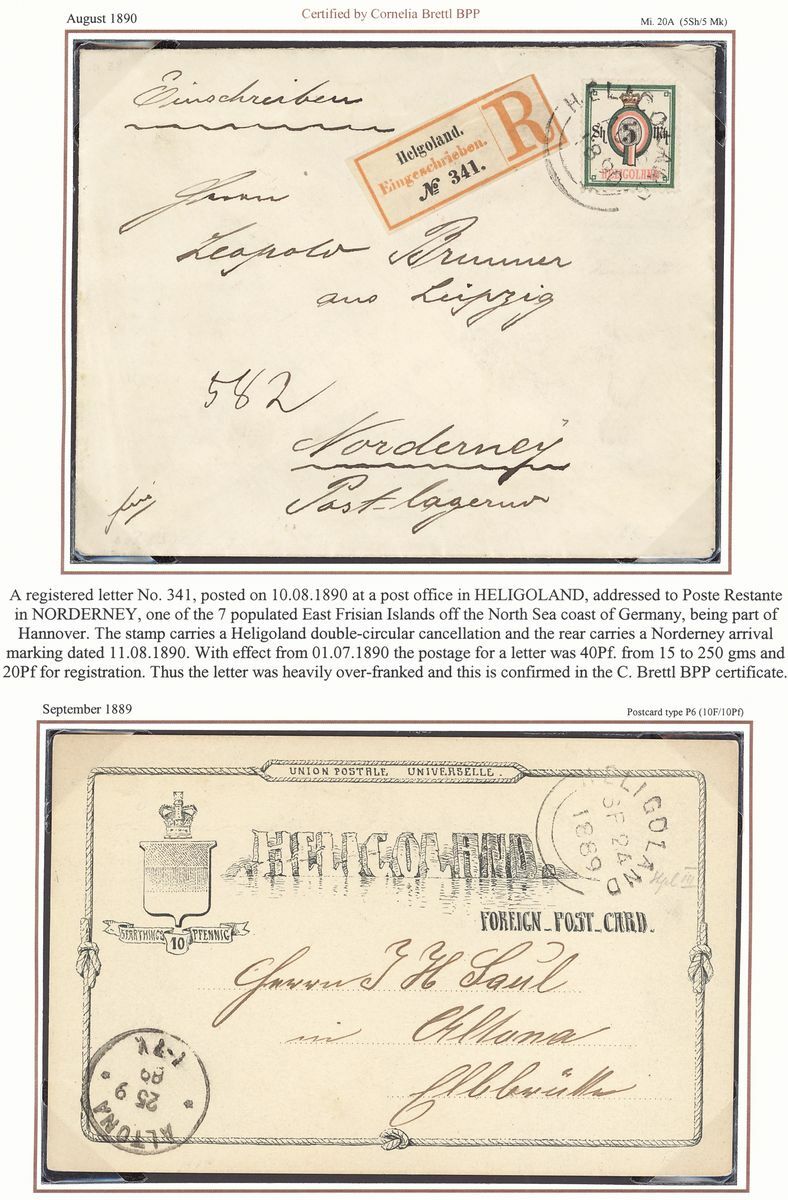 August 1890
Certified by Cornelia Brettl BPP
Mi. 20A (5Sh/5 Mk)
Einschreiben
Helgoland.
Eingeschrieben.
№ 341.
R
HELIGOLAND
Sh 5 Mk
HELIGOLAND
Herrn
Leopold Brunner
aus Leipzig
582
Norderney
Postlagernd
A registered letter No. 341, posted on 10.08.1890 at a post office in HELIGOLAND, addressed to Poste Restante
in NORDERNEY, one of the 7 populated East Frisian Islands off the North Sea coast of Germany, being part of
Hannover. The stamp carries a Heligoland double-circular cancellation and the rear carries a Norderney arrival
marking dated 11.08.1890. With effect from 01.07.1890 the postage for a letter was 40Pf. from 15 to 250 gms and
20Pf for registration. Thus the letter was heavily over-franked and this is confirmed in the C. Brettl BPP certificate.
September 1889
Postcard type P6 (10F/10Pf)
UNION POSTALE UNIVERSELLE.
HELIGOLAND.
HELIGOLAND
SP 24
1889
FOREIGN_POST_CARD.
FARTHINGS 10 PFENNIG
Herrn J H Saul
in Altona
Elbbrücke
ALTONA
25 9
89